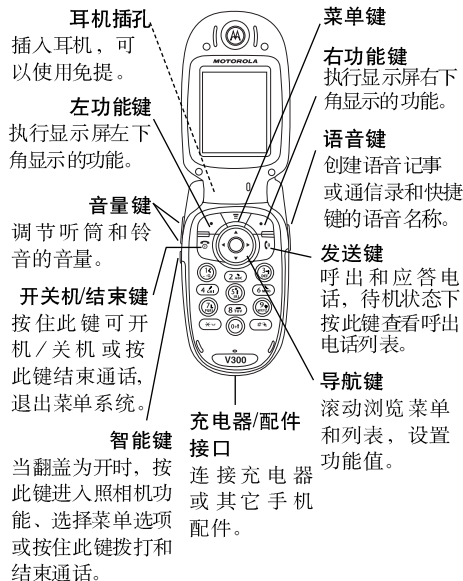 耳机插孔
插入耳机，可
以使用免提。
左功能键
执行显示屏左下
角显示的功能。
音量键
调节听筒和铃
音的音量。
开关机/结束键
按住此键可开
机/关机或按
此键结束通话，
退出菜单系统。
智能键
当翻盖为开时，按
此键进入照相机功
能、选择菜单选项
或按住此键拨打和
结束通话。
MOTOROLA
V300
充电器/配件
接口
连接充电器
或其它手机
配件。
菜单键
右功能键
执行显示屏右下
角显示的功能。
语音键
创建语音记事
或通信录和快捷
键的语音名称。
发送键
呼出和应答电
话，待机状态下
按此键查看呼出
电话列表。
导航键
滚动浏览菜单
和列表，设置
功能值。